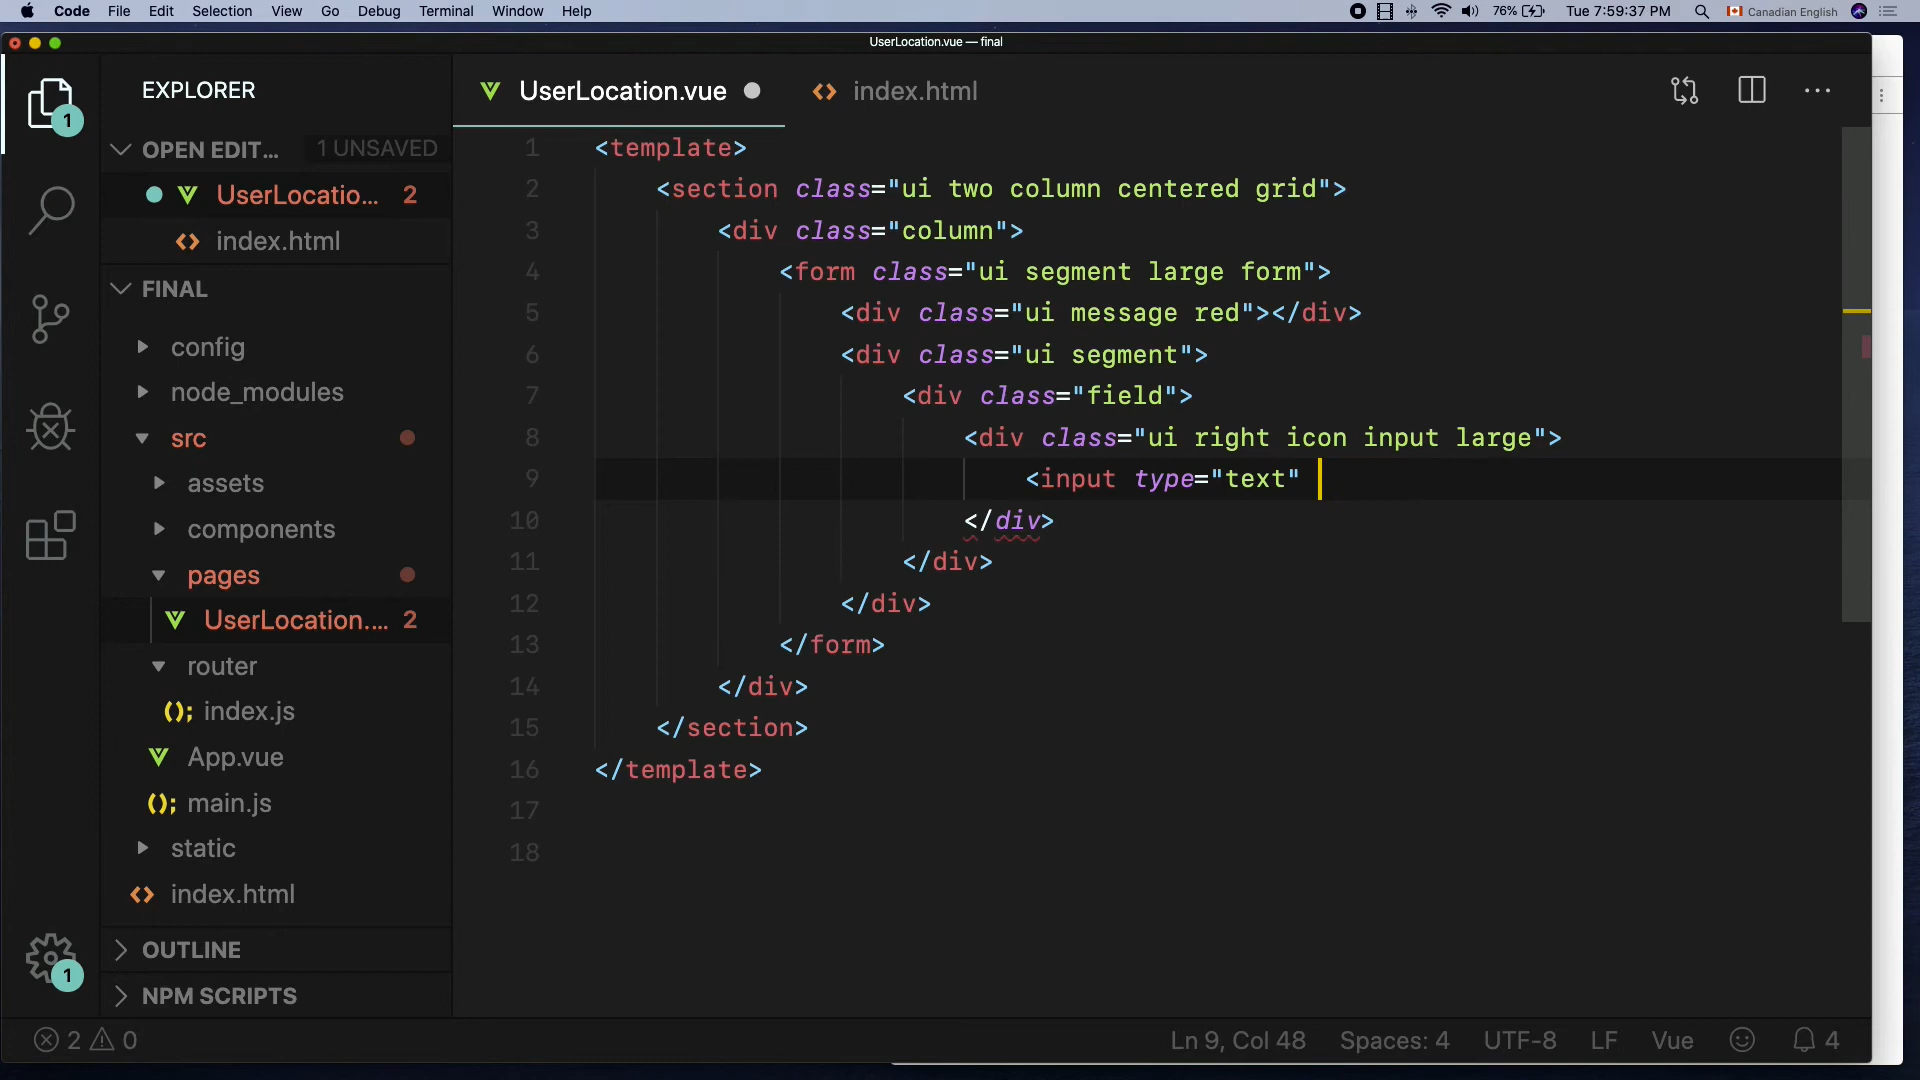 Code File Edit Selection View Go Debug Terminal Window Help 76% Tue 7:59:37 PM Canadian English
UserLocation.vue — final
EXPLORER
UserLocation.vue index.html
1
OPEN EDIT... 1 UNSAVED
UserLocatio... 2
index.html
FINAL
config
node_modules
src
assets
components
pages
UserLocation.... 2
router
index.js
App.vue
main.js
static
index.html
OUTLINE
NPM SCRIPTS
1
1 <template>
2 <section class="ui two column centered grid">
3 <div class="column">
4 <form class="ui segment large form">
5 <div class="ui message red"></div>
6 <div class="ui segment">
7 <div class="field">
8 <div class="ui right icon input large">
9 <input type="text"
10 </div>
11 </div>
12 </div>
13 </form>
14 </div>
15 </section>
16 </template>
17
18
2 0 Ln 9, Col 48 Spaces: 4 UTF-8 LF Vue 4